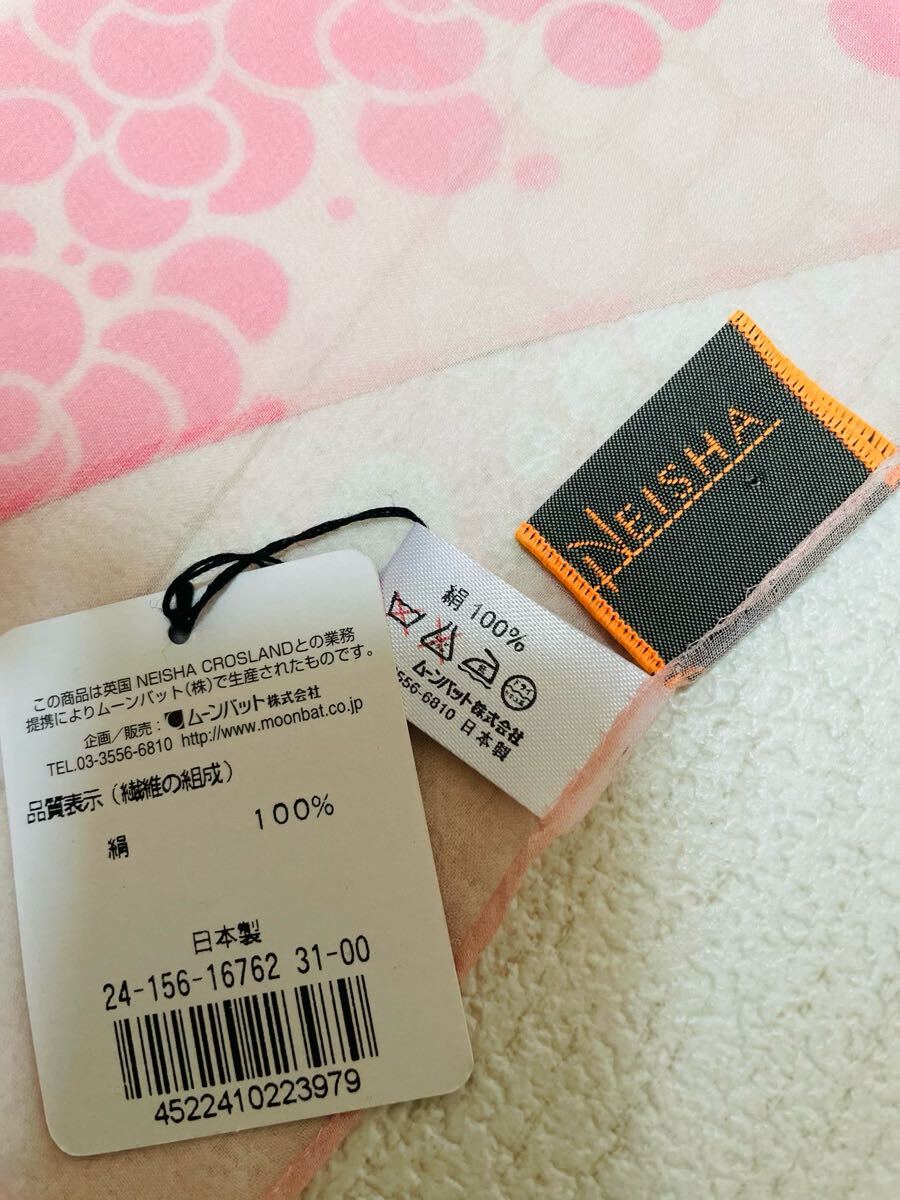 NEISHA
絹 100%
ドライ
ムーンバット株式会社
3556-6810 日本製
この商品は英国 NEISHA CROSLANDとの業務
提携によりムーンバット(株)で生産されたものです。
企画/販売: ムーンバット株式会社
TEL.03-3556-6810 http://www.moonbat.co.jp
品質表示(繊維の組成)
絹 100%
日本製
24-156-16762 31-00
4522410223979